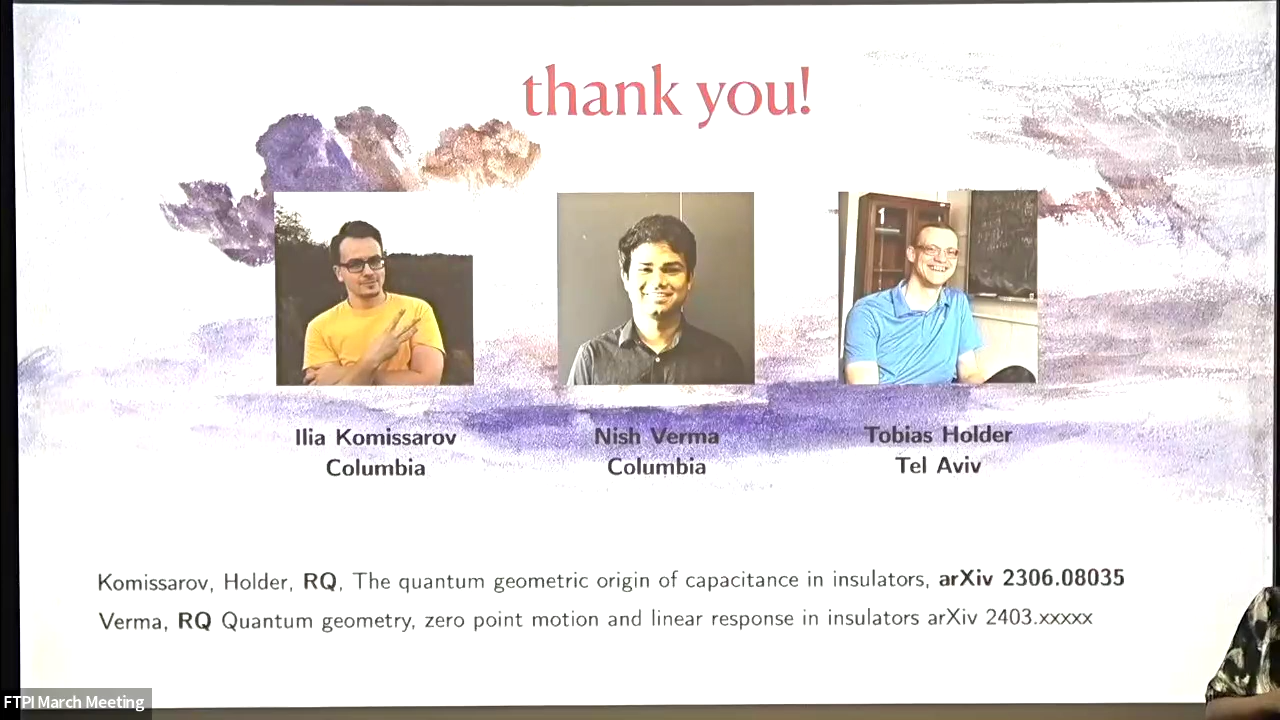 thank you!
Ilia Komissarov
Columbia
Nish Verma
Columbia
Tobias Holder
Tel Aviv
Komissarov, Holder, RQ, The quantum geometric origin of capacitance in insulators, arXiv 2306.08035
Verma, RQ Quantum geometry, zero point motion and linear response in insulators arXiv 2403.xxxxx
FTPI March Meeting